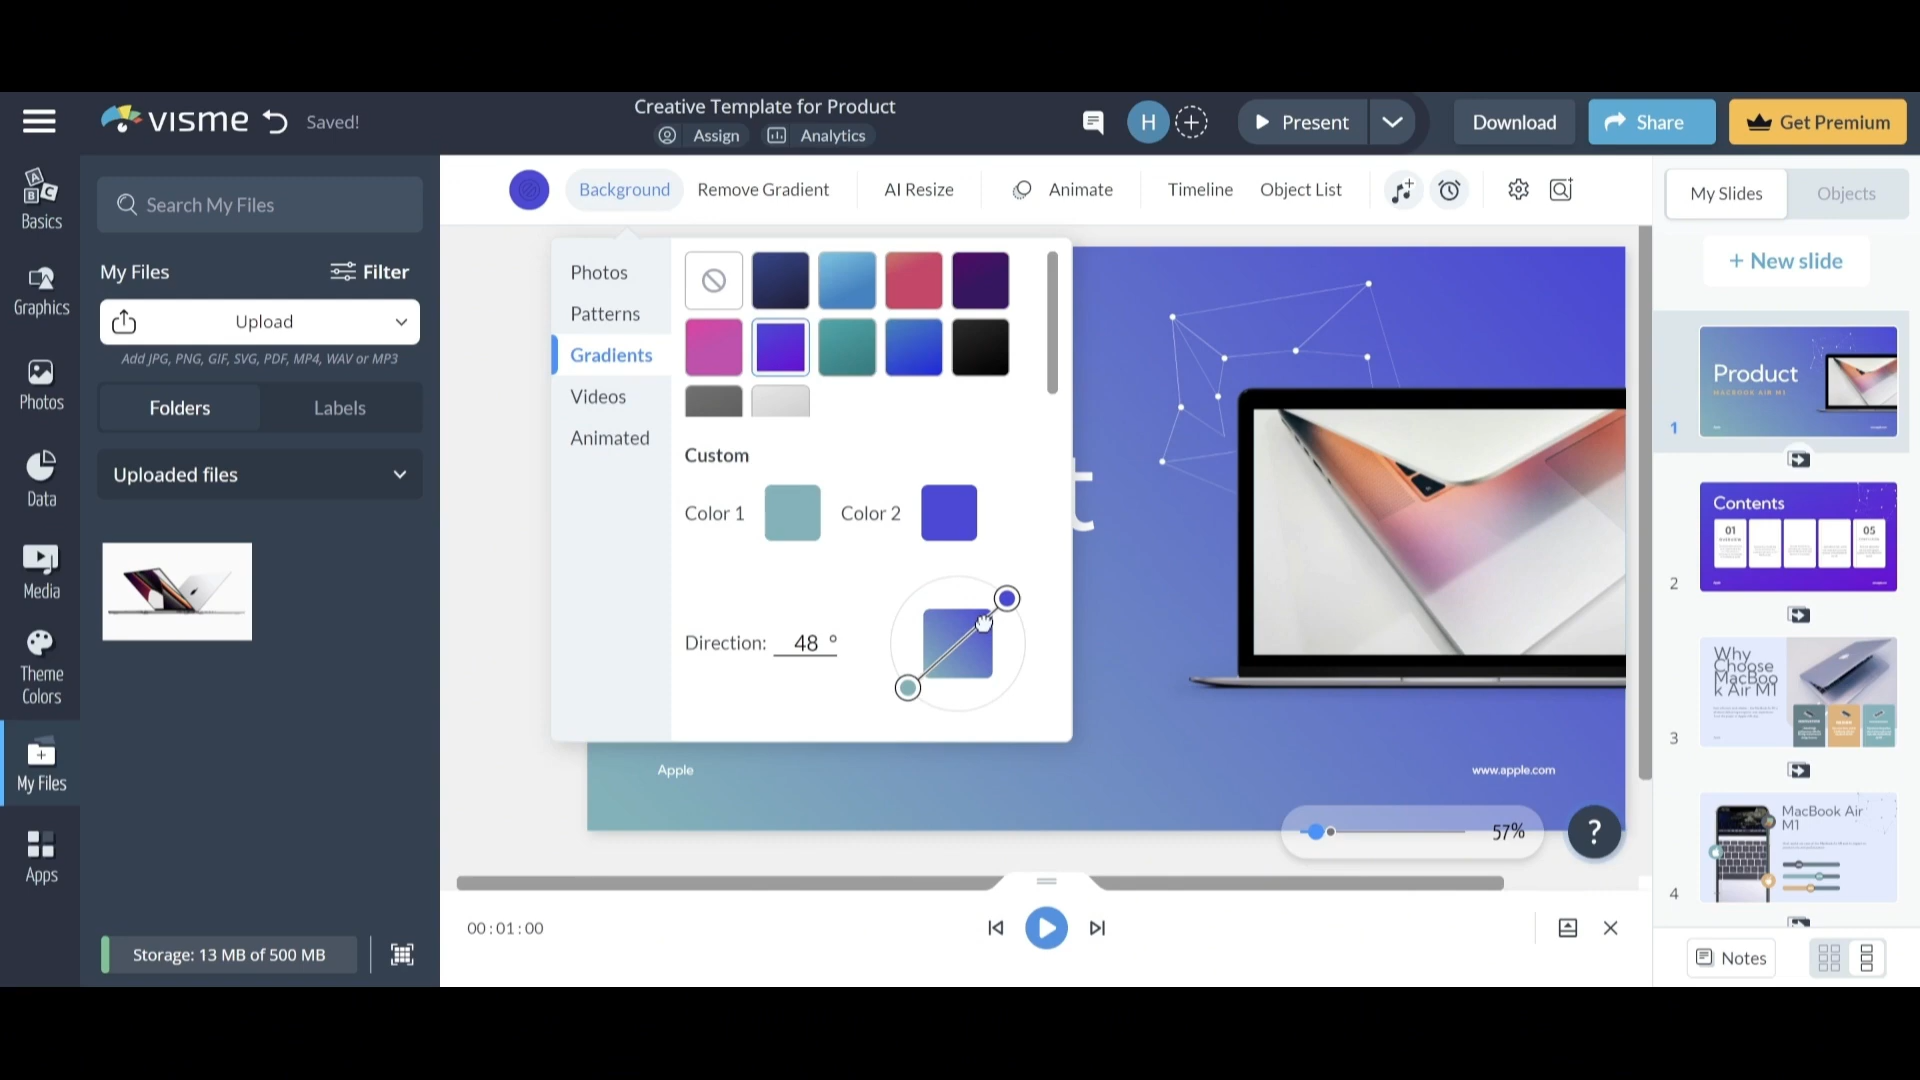 visme
Saved!
Creative Template for Product
Assign
Analytics
H
Present
Download
Share
Get Premium
Basics
Graphics
Photos
Data
Media
Theme
Colors
My Files
Apps
Search My Files
My Files
Filter
Upload
Add JPG, PNG, GIF, SVG, PDF, MP4, WAV or MP3
Folders
Labels
Uploaded files
Storage: 13 MB of 500 MB
Background
Remove Gradient
AI Resize
Animate
Timeline
Object List
Photos
Patterns
Gradients
Videos
Animated
Custom
Color 1
Color 2
Direction: 48 °
t
Apple
www.apple.com
57%
?
00:01:00
My Slides
Objects
+ New slide
1
Product
MACBOOK AIR M1
2
Contents
01
05
3
Why
Choose
MacBoo
k Air M1
4
MacBook Air
M1
Notes